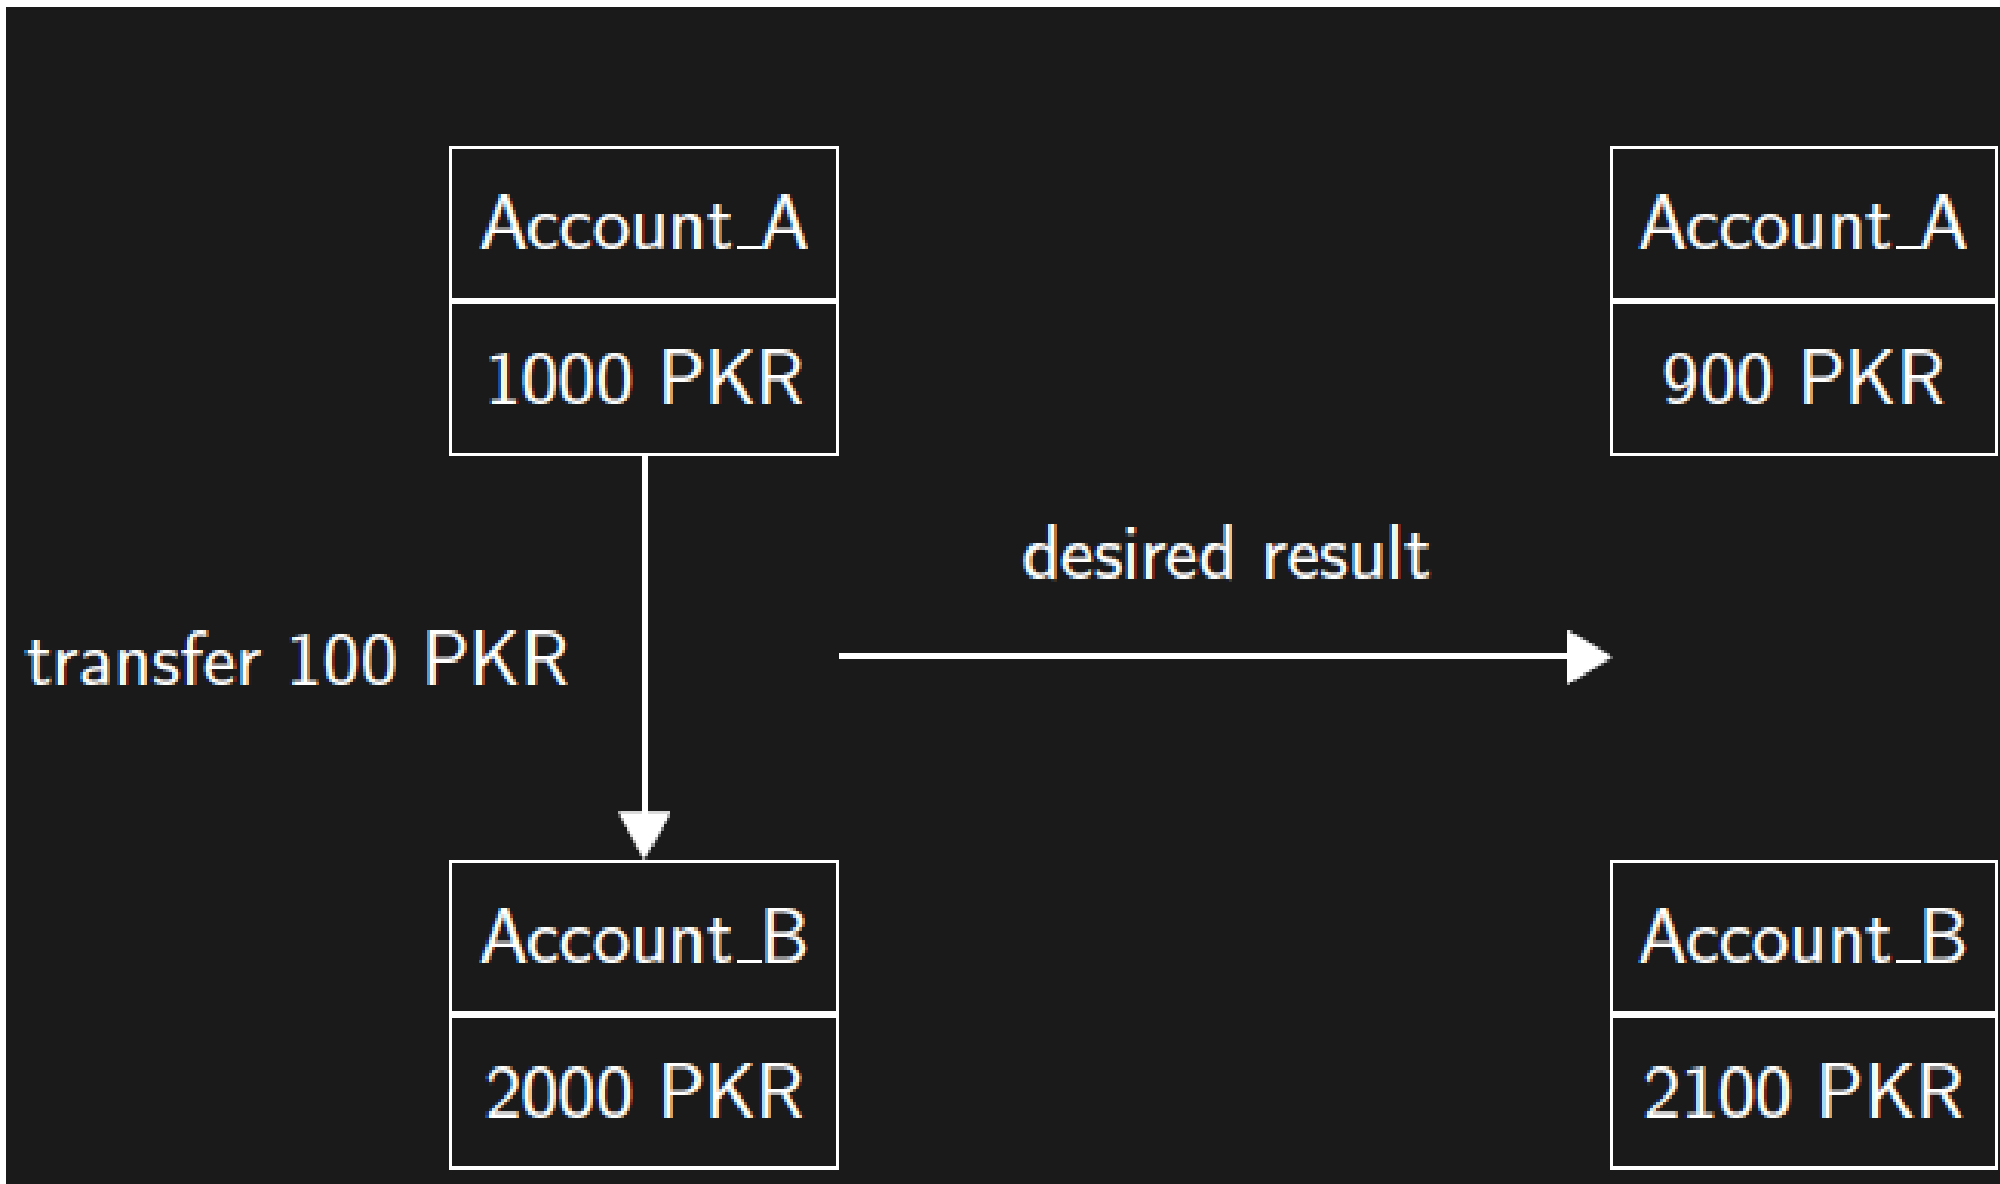 Account_A
1000 PKR
transfer 100 PKR
Account_B
2000 PKR
desired result
Account_A
900 PKR
Account_B
2100 PKR